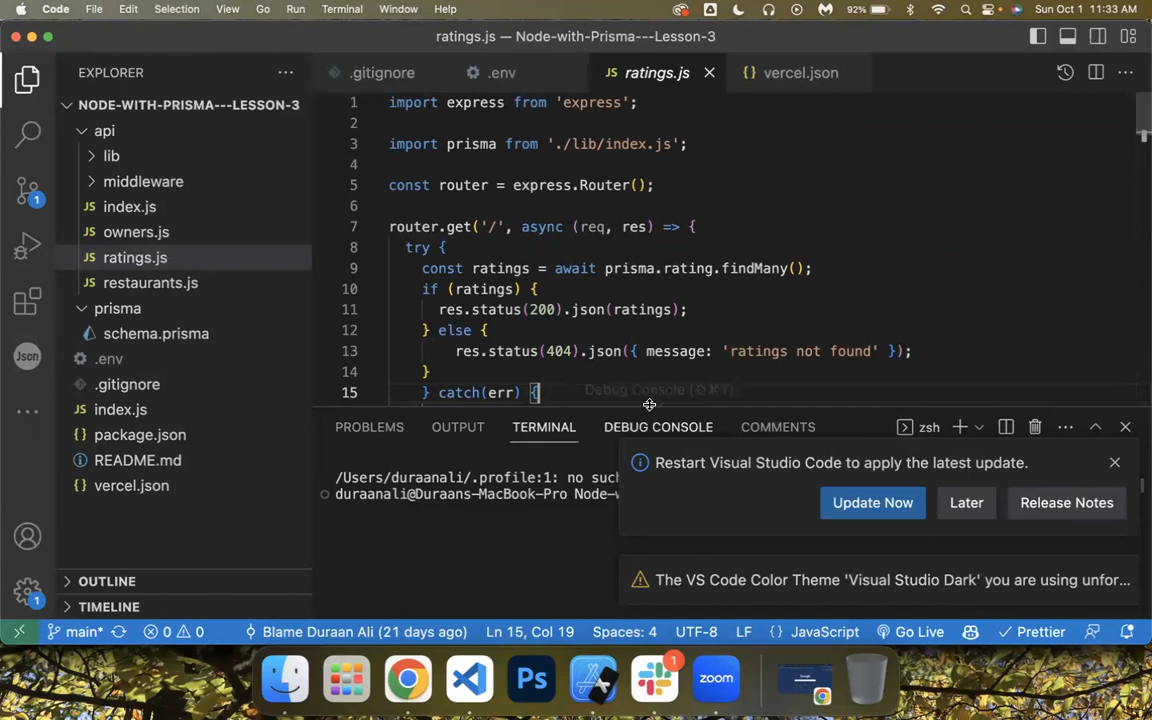 Code File Edit Selection View Go Run Terminal Window Help 92% Sun Oct 1 11:33 AM
ratings.js — Node-with-Prisma---Lesson-3
EXPLORER
.gitignore .env JS ratings.js {} vercel.json
NODE-WITH-PRISMA---LESSON-3
api
lib
middleware
JS index.js
JS owners.js
JS ratings.js
JS restaurants.js
prisma
schema.prisma
.env
.gitignore
JS index.js
package.json
README.md
vercel.json
OUTLINE
TIMELINE
1
Json
1
1 import express from 'express';
2
3 import prisma from './lib/index.js';
4
5 const router = express.Router();
6
7 router.get('/', async (req, res) => {
8 try {
9 const ratings = await prisma.rating.findMany();
10 if (ratings) {
11 res.status(200).json(ratings);
12 } else {
13 res.status(404).json({ message: 'ratings not found' });
14 }
15 } catch(err) {
Debug Console (⇧⌘Y)
PROBLEMS OUTPUT TERMINAL DEBUG CONSOLE COMMENTS zsh
/Users/duraanali/.profile:1: no such
duraanali@Duraans-MacBook-Pro Node-w
Restart Visual Studio Code to apply the latest update.
Update Now Later Release Notes
The VS Code Color Theme 'Visual Studio Dark' you are using unfor...
main* 0 0 Blame Duraan Ali (21 days ago) Ln 15, Col 19 Spaces: 4 UTF-8 LF {} JavaScript Go Live Prettier
Ps 1 zoom